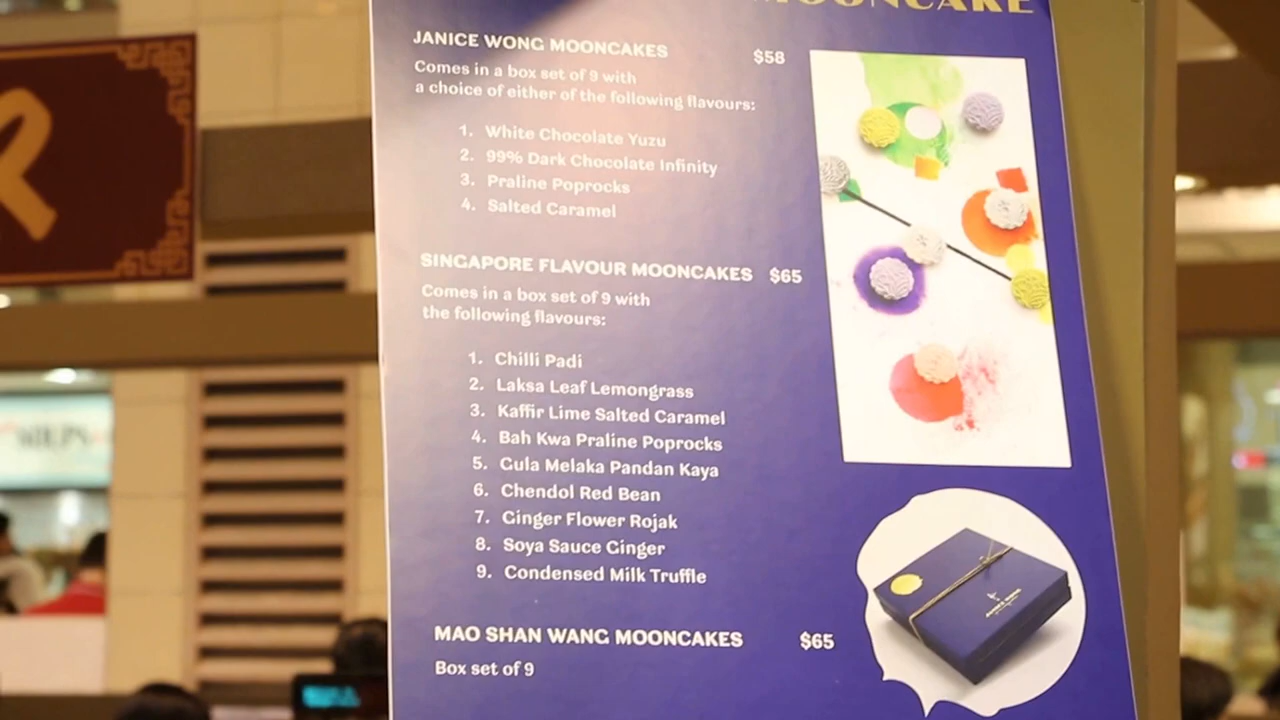 MOONCAKE
JANICE WONG MOONCAKES $58
Comes in a box set of 9 with
a choice of either of the following flavours:
1. White Chocolate Yuzu
2. 99% Dark Chocolate Infinity
3. Praline Poprocks
4. Salted Caramel
SINGAPORE FLAVOUR MOONCAKES $65
Comes in a box set of 9 with
the following flavours:
1. Chilli Padi
2. Laksa Leaf Lemongrass
3. Kaffir Lime Salted Caramel
4. Bah Kwa Praline Poprocks
5. Gula Melaka Pandan Kaya
6. Chendol Red Bean
7. Ginger Flower Rojak
8. Soya Sauce Ginger
9. Condensed Milk Truffle
MAO SHAN WANG MOONCAKES $65
Box set of 9
JANICE WONG